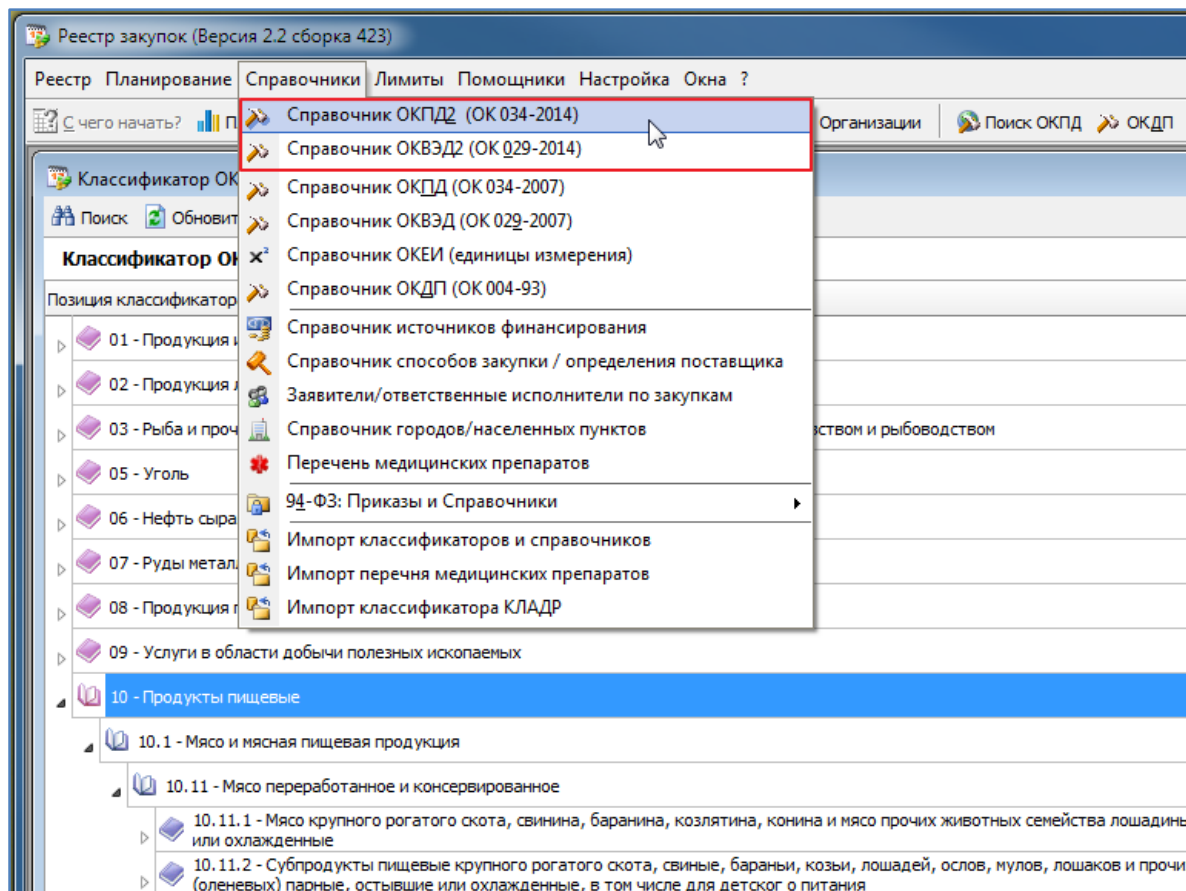 Реестр закупок (Версия 2.2 сборка 423)
Реестр Планирование Справочники Лимиты Помощники Настройка Окна ?
С чего начать? Организации Поиск ОКПД ОКДП
Справочник ОКПД2 (ОК 034-2014)
Справочник ОКВЭД2 (ОК 029-2014)
Справочник ОКПД (ОК 034-2007)
Справочник ОКВЭД (ОК 029-2007)
Справочник ОКЕИ (единицы измерения)
Справочник ОКДП (ОК 004-93)
Справочник источников финансирования
Справочник способов закупки / определения поставщика
Заявители/ответственные исполнители по закупкам
Справочник городов/населенных пунктов
Перечень медицинских препаратов
94-ФЗ: Приказы и Справочники
Импорт классификаторов и справочников
Импорт перечня медицинских препаратов
Импорт классификатора КЛАДР
Классификатор ОК
Поиск Обновит
Классификатор
Позиция классификатор
01 - Продукция
02 - Продукция
03 - Рыба и проч ством и рыбоводством
05 - Уголь
06 - Нефть сыра
07 - Руды метал
08 - Продукция
09 - Услуги в области добычи полезных ископаемых
10 - Продукты пищевые
10.1 - Мясо и мясная пищевая продукция
10.11 - Мясо переработанное и консервированное
10.11.1 - Мясо крупного рогатого скота, свинина, баранина, козлятина, конина и мясо прочих животных семейства лошадины
или охлажденные
10.11.2 - Субпродукты пищевые крупного рогатого скота, свиные, бараньи, козьи, лошадей, ослов, мулов, лошаков и прочи
(оленевых) парные, остывшие или охлажденные, в том числе для детског о питания